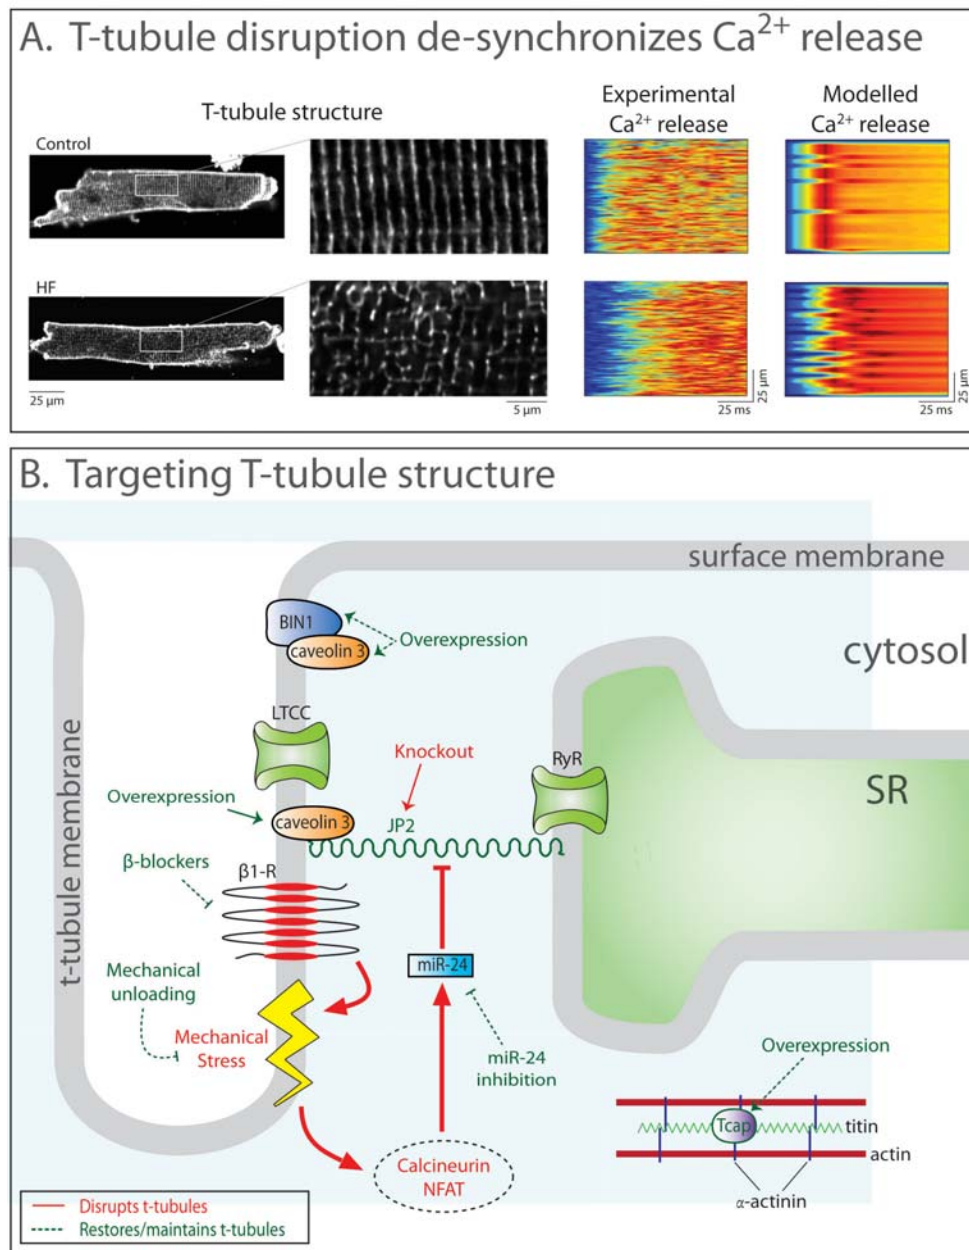 A. T-tubule disruption de-synchronizes Ca2+ release
T-tubule structure
Experimental
Ca2+ release
Modelled
Ca2+ release
Control
HF
25 μm
5 μm
25 ms
25 μm
25 ms
25 μm
B. Targeting T-tubule structure
surface membrane
BIN1
caveolin 3
Overexpression
cytosol
LTCC
t-tubule membrane
Knockout
RyR
SR
Overexpression
caveolin 3
JP2
β-blockers
β1-R
miR-24
Mechanical
unloading
Mechanical
Stress
miR-24
inhibition
Overexpression
Tcap
titin
actin
Calcineurin
NFAT
α-actinin
Disrupts t-tubules
Restores/maintains t-tubules